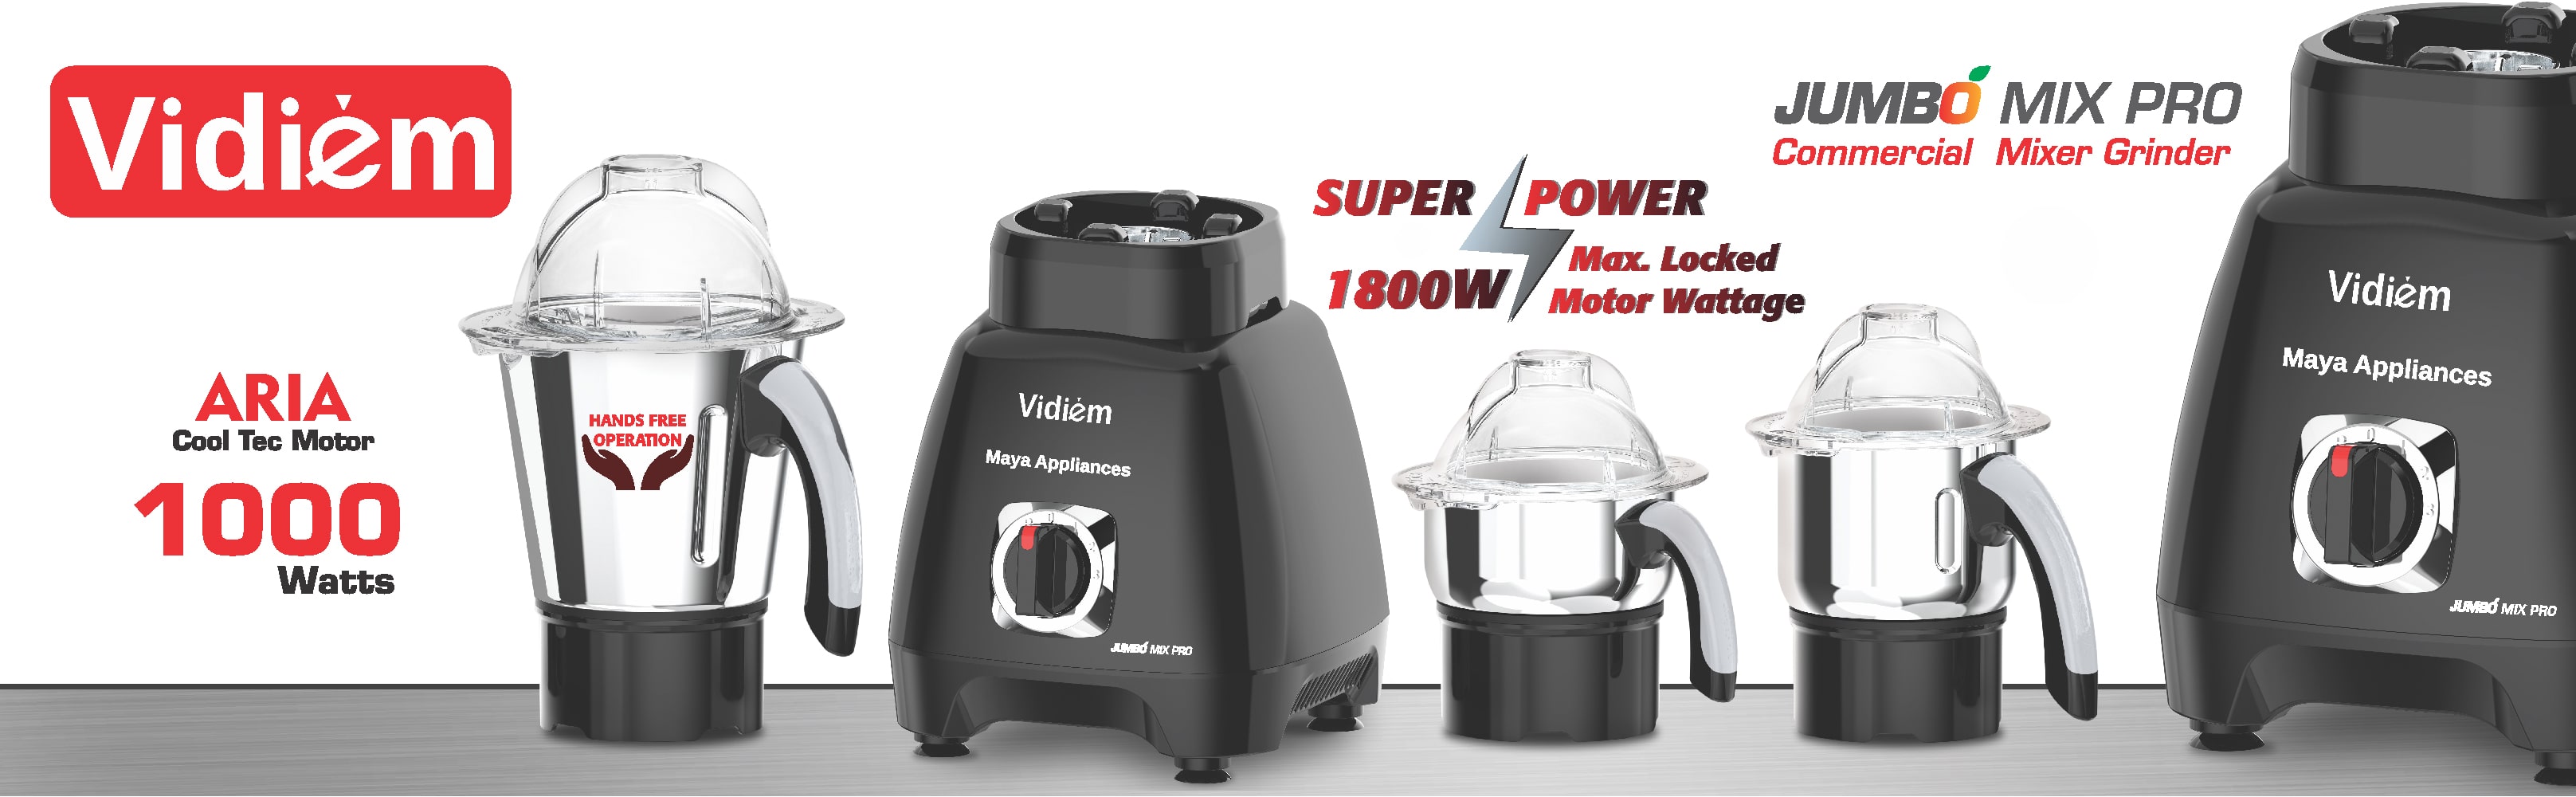 Vidiem
ARIA
Cool Tec Motor
1000
Watts
HANDS FREE
OPERATION
Vidiem
Maya Appliances
JUMBO MIX PRO
SUPER POWER
1800W
Max. Locked
Motor Wattage
JUMBO MIX PRO
Commercial Mixer Grinder
Vidiem
Maya Appliances
JUMBO MIX PRO